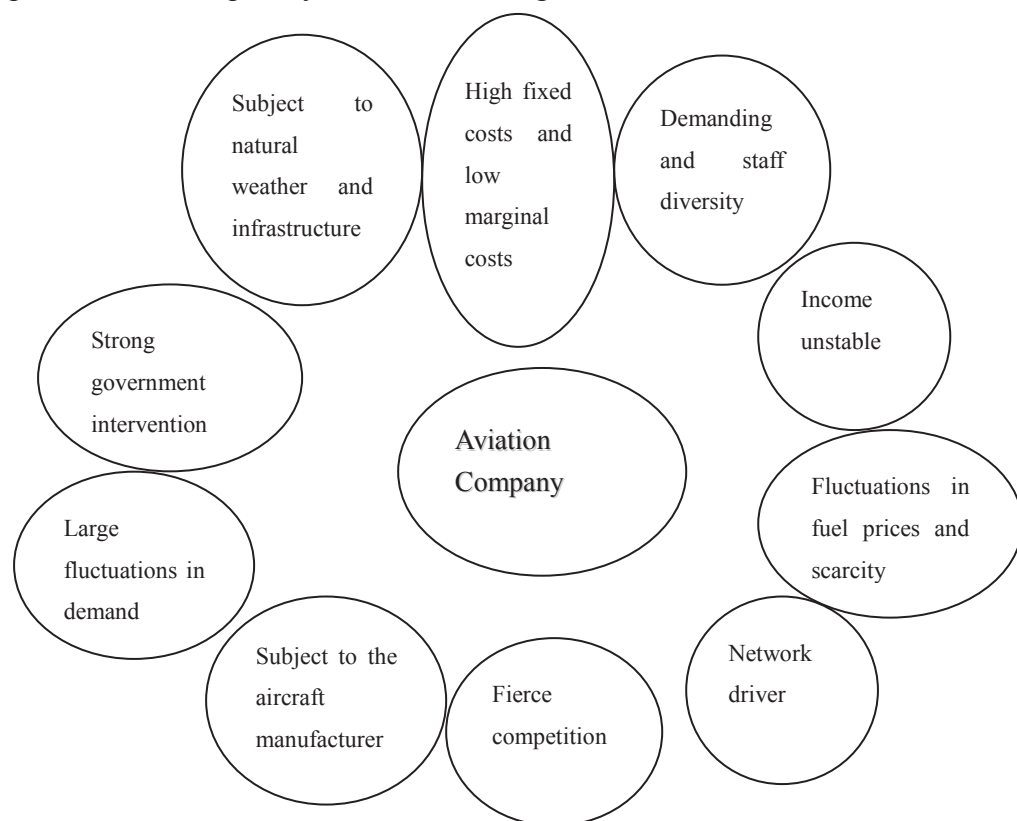 Subject to
natural
weather and
infrastructure
High fixed
costs and
low
marginal
costs
Demanding
and staff
diversity
Income
unstable
Strong
government
intervention
Aviation
Company
Fluctuations in
fuel prices and
scarcity
Large
fluctuations in
demand
Subject to the
aircraft
manufacturer
Fierce
competition
Network
driver